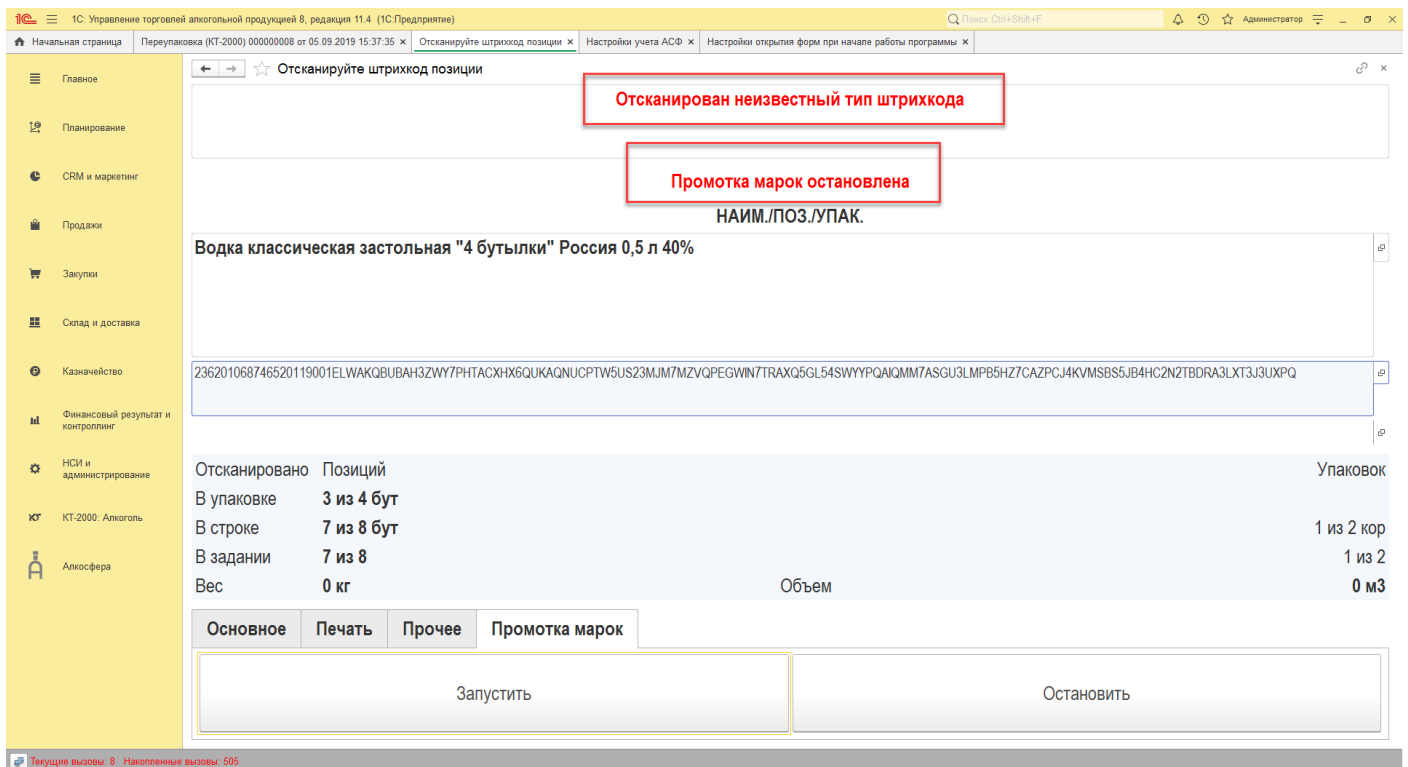 1С: Управление торговлей алкогольной продукцией 8, редакция 11.4 (1С:Предприятие)
Поиск Ctrl+Shift+F
Администратор
Начальная страница
Переупаковка (КТ-2000) 000000008 от 05.09.2019 15:37:35 ×
Отсканируйте штрихкод позиции ×
Настройки учета АСФ ×
Настройки открытия форм при начале работы программы ×
Главное
Планирование
CRM и маркетинг
Продажи
Закупки
Склад и доставка
Казначейство
Финансовый результат и
контроллинг
НСИ и
администрирование
КТ-2000: Алкоголь
Алкосфера
Отсканируйте штрихкод позиции
Отсканирован неизвестный тип штрихкода
Промотка марок остановлена
НАИМ./ПОЗ./УПАК.
Водка классическая застольная "4 бутылки" Россия 0,5 л 40%
236201068746520119001ELWAKQBUBAH3ZWY7PHTACXHX6QUKAQNUCPTW5US23MJM7MZVQPEGWIN7TRAXQ5GL54SWYYPQAIQMM7ASGU3LMPB5HZ7CAZPCJ4KVMSBS5JB4HC2N2TBDRA3LXT3J3UXPQ
Отсканировано Позиций Упаковок
В упаковке 3 из 4 бут
В строке 7 из 8 бут 1 из 2 кор
В задании 7 из 8 1 из 2
Вес 0 кг Объем 0 м3
Основное Печать Прочее Промотка марок
Запустить Остановить
Текущие вызовы: 8 Накопленные вызовы: 505